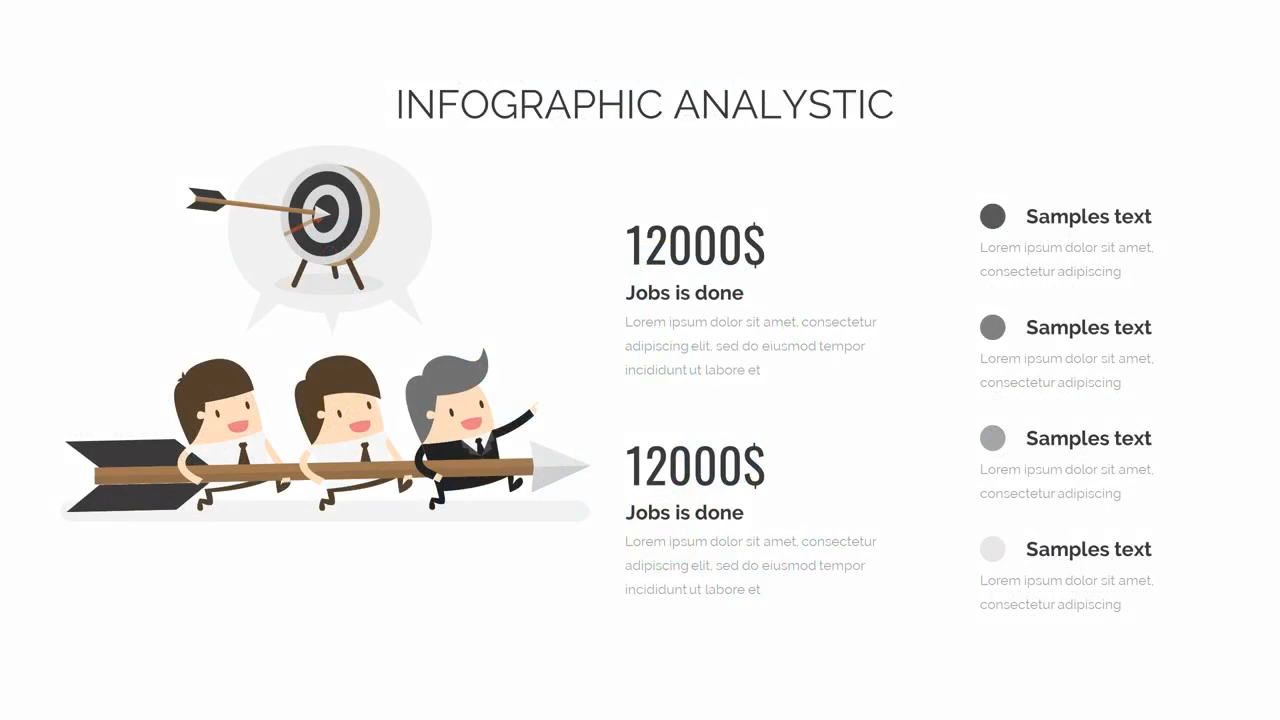 INFOGRAPHIC ANALYSTIC
12000$
Jobs is done
Lorem ipsum dolor sit amet, consectetur
adipiscing elit, sed do eiusmod tempor
incididunt ut labore et
12000$
Jobs is done
Lorem ipsum dolor sit amet, consectetur
adipiscing elit, sed do eiusmod tempor
incididunt ut labore et
Samples text
Lorem ipsum dolor sit amet,
consectetur adipiscing
Samples text
Lorem ipsum dolor sit amet,
consectetur adipiscing
Samples text
Lorem ipsum dolor sit amet,
consectetur adipiscing
Samples text
Lorem ipsum dolor sit amet,
consectetur adipiscing